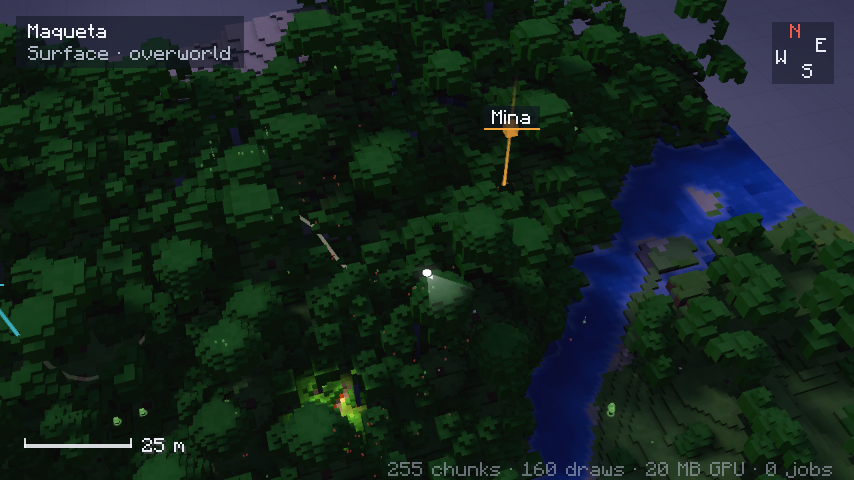 Maqueta
Surface · overworld
N
E
W
S
Mina
25 m
255 chunks · 160 draws · 20 MB GPU · 0 jobs